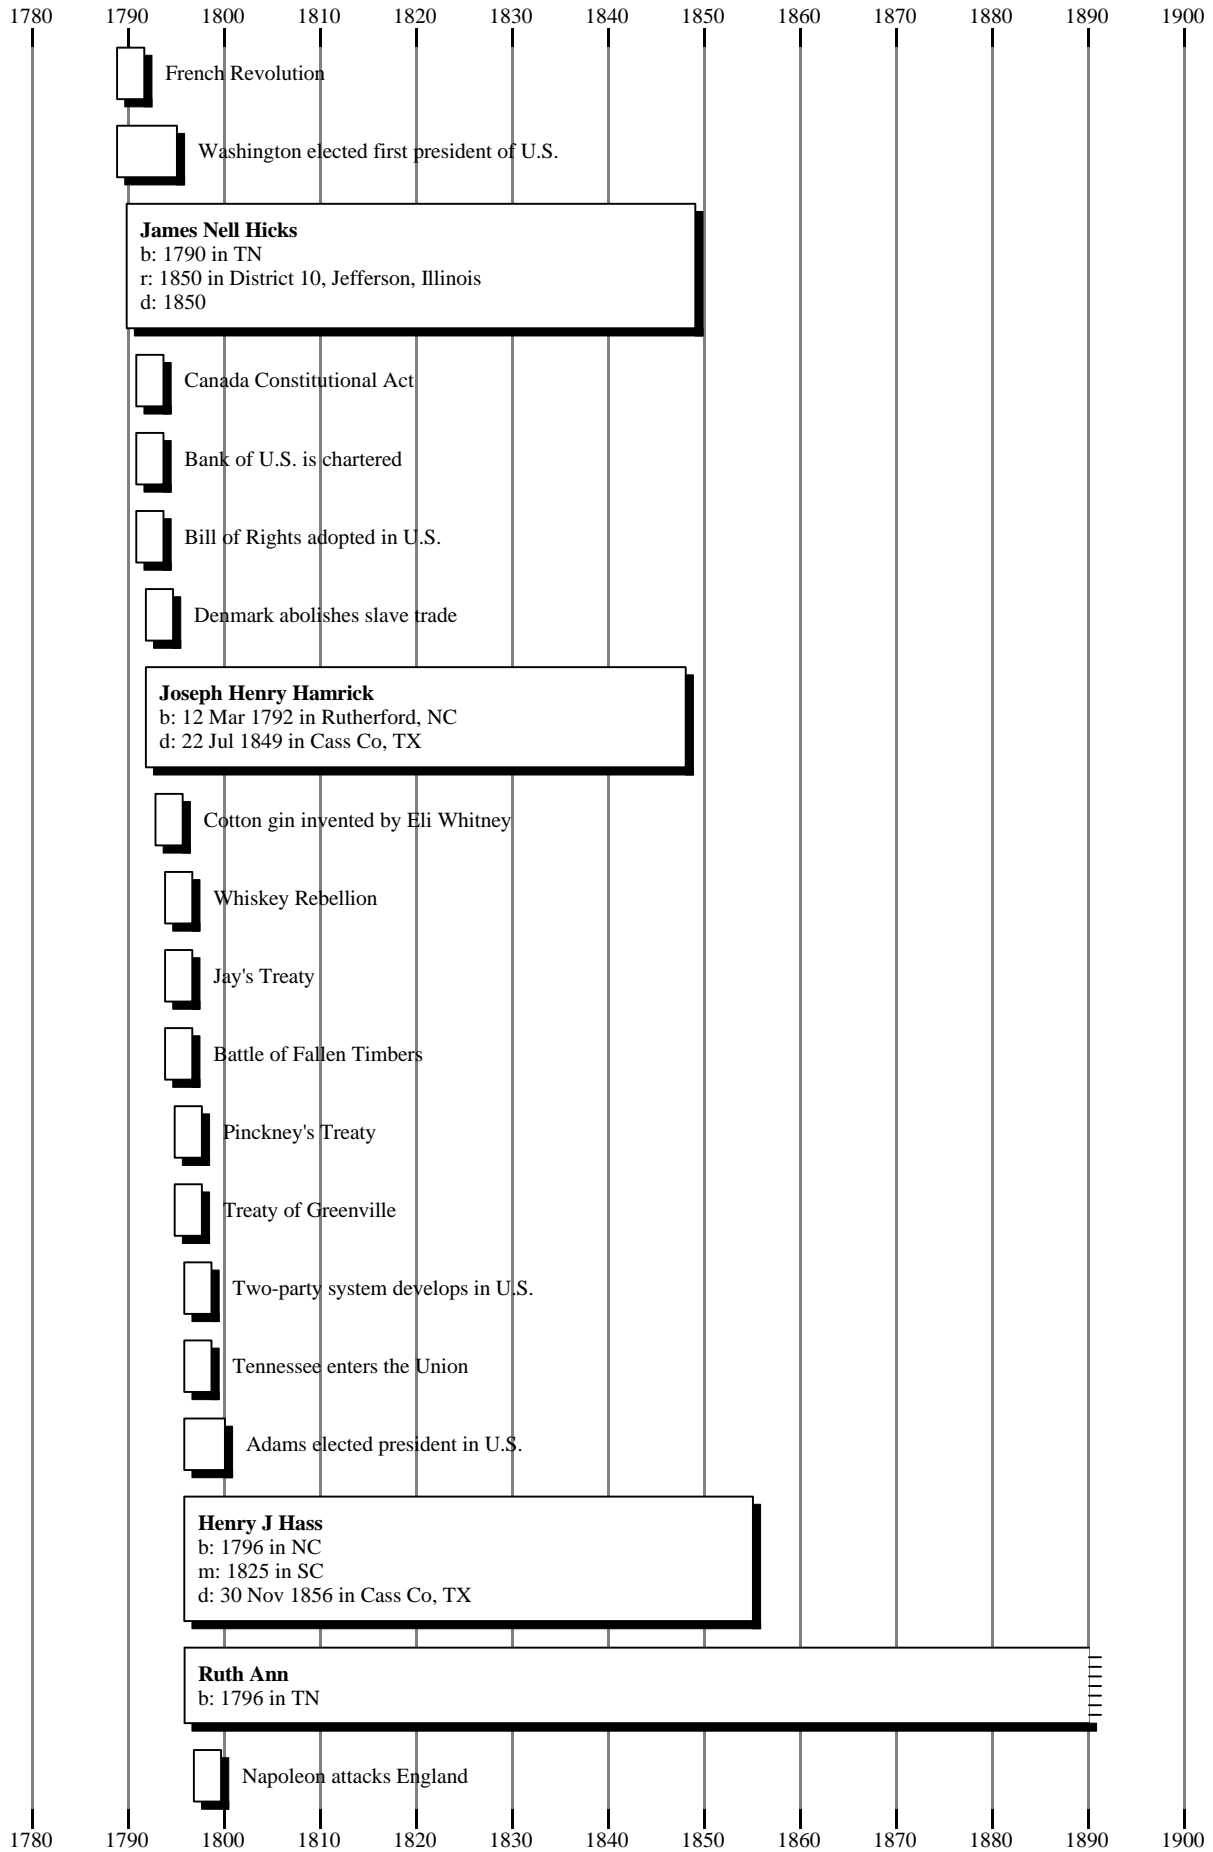 1780 1790 1800 1810 1820 1830 1840 1850 1860 1870 1880 1890 1900
French Revolution
Washington elected first president of U.S.
James Nell Hicks
b: 1790 in TN
r: 1850 in District 10, Jefferson, Illinois
d: 1850
Canada Constitutional Act
Bank of U.S. is chartered
Bill of Rights adopted in U.S.
Denmark abolishes slave trade
Joseph Henry Hamrick
b: 12 Mar 1792 in Rutherford, NC
d: 22 Jul 1849 in Cass Co, TX
Cotton gin invented by Eli Whitney
Whiskey Rebellion
Jay's Treaty
Battle of Fallen Timbers
Pinckney's Treaty
Treaty of Greenville
Two-party system develops in U.S.
Tennessee enters the Union
Adams elected president in U.S.
Henry J Hass
b: 1796 in NC
m: 1825 in SC
d: 30 Nov 1856 in Cass Co, TX
Ruth Ann
b: 1796 in TN
Napoleon attacks England
1780 1790 1800 1810 1820 1830 1840 1850 1860 1870 1880 1890 1900